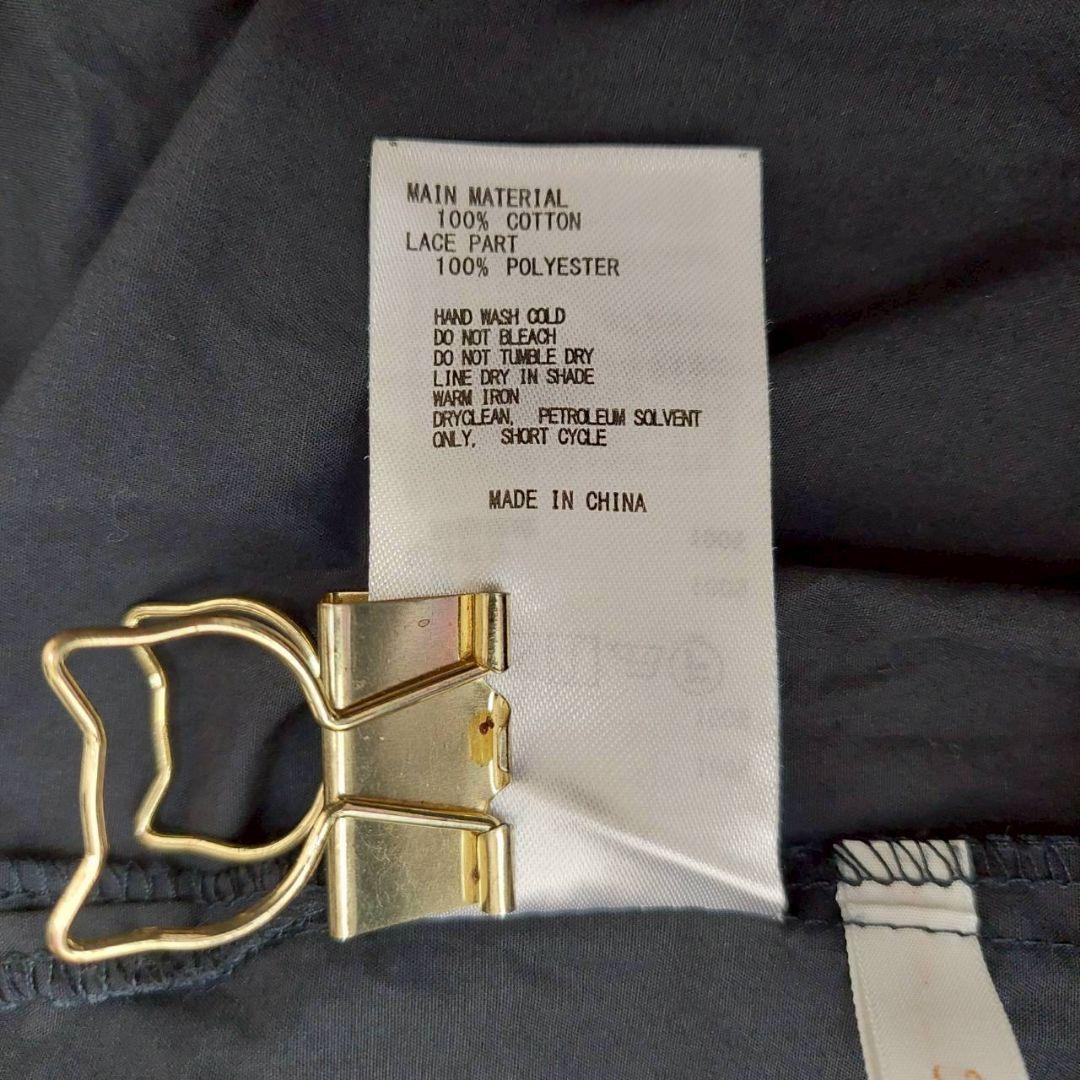 MAIN MATERIAL
100% COTTON
LACE PART
100% POLYESTER
HAND WASH COLD
DO NOT BLEACH
DO NOT TUMBLE DRY
LINE DRY IN SHADE
WARM IRON
DRYCLEAN, PETROLEUM SOLVENT
ONLY, SHORT CYCLE
MADE IN CHINA